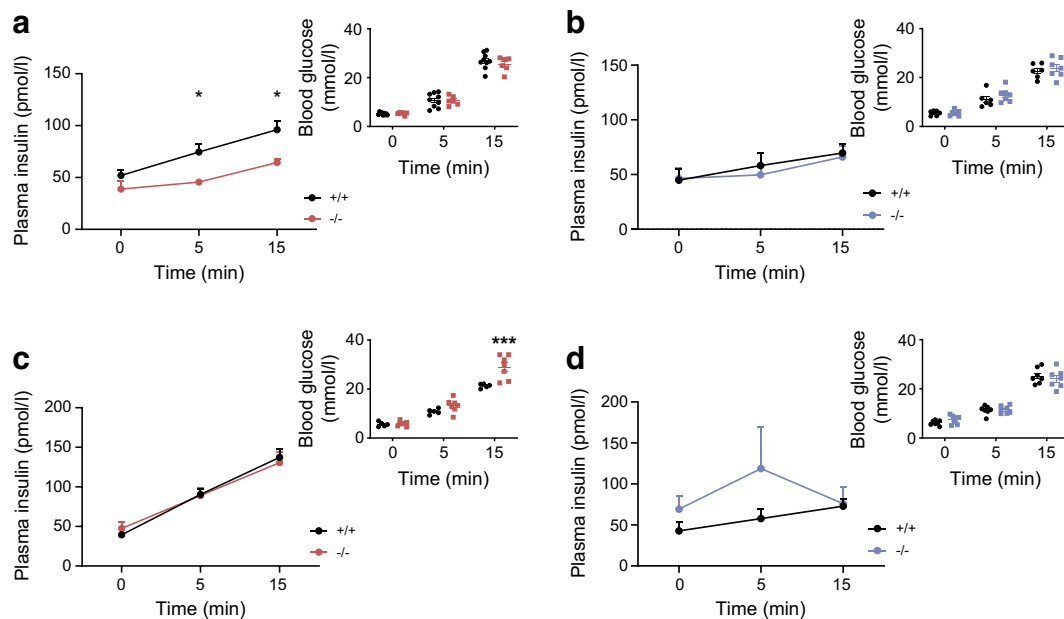 a
Plasma insulin (pmol/l)
150
100
50
0
* *
0 5 15
Time (min)
+/+
-/-
Blood glucose
(mmol/l)
40
20
0
0 5 15
Time (min)
b
Plasma insulin (pmol/l)
150
100
50
0
0 5 15
Time (min)
+/+
-/-
Blood glucose
(mmol/l)
40
20
0
0 5 15
Time (min)
c
Plasma insulin (pmol/l)
200
150
100
50
0
0 5 15
Time (min)
+/+
-/-
Blood glucose
(mmol/l)
40
20
0
***
0 5 15
Time (min)
d
Plasma insulin (pmol/l)
200
150
100
50
0
0 5 15
Time (min)
+/+
-/-
Blood glucose
(mmol/l)
40
20
0
0 5 15
Time (min)